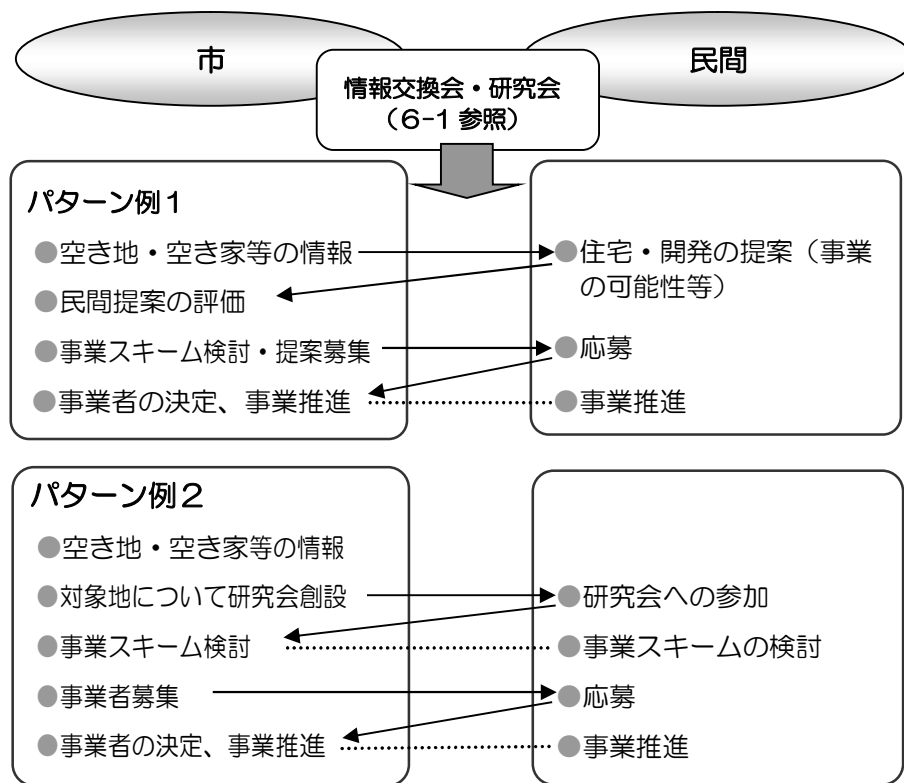 市
民間
情報交換会・研究会
（6-1 参照）
パターン例１
●空き地・空き家等の情報
●民間提案の評価
●事業スキーム検討・提案募集
●事業者の決定、事業推進
●住宅・開発の提案（事業
の可能性等）
●応募
●事業推進
パターン例２
●空き地・空き家等の情報
●対象地について研究会創設
●事業スキーム検討
●事業者募集
●事業者の決定、事業推進
●研究会への参加
●事業スキームの検討
●応募
●事業推進